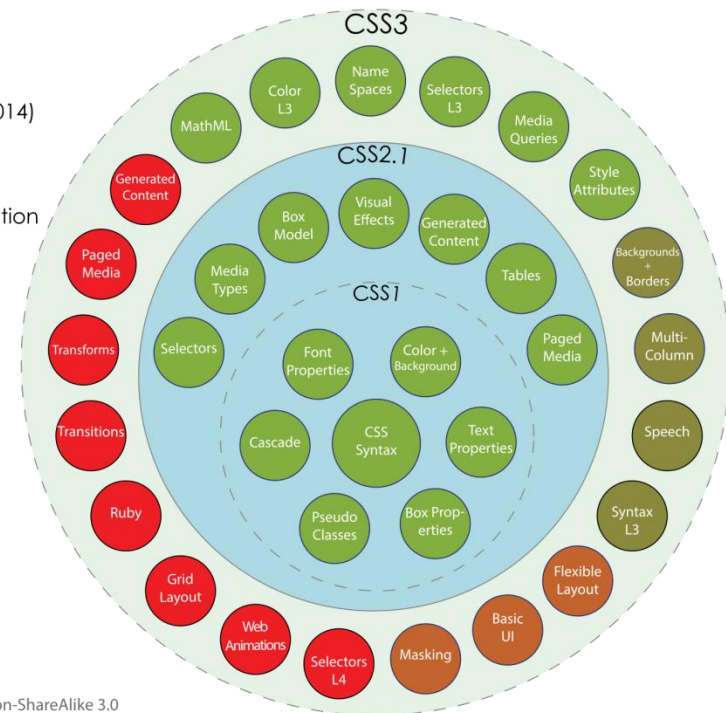 CSS3
Name
Spaces
Color
L3
Selectors
L3
014)
MathML
Media
Queries
CSS2.1
Style
Attributes
Generated
Content
Visual
Effects
tion
Box
Model
Generated
Content
Paged
Media
Media
Types
Tables
Backgrounds
+
Borders
CSS1
Transforms
Selectors
Font
Properties
Color +
Background
Paged
Media
Multi-
Column
Transitions
Cascade
CSS
Syntax
Text
Properties
Speech
Ruby
Pseudo
Classes
Box Prop-
erties
Syntax
L3
Grid
Layout
Flexible
Layout
Web
Animations
Basic
UI
Selectors
L4
Masking
on-ShareAlike 3.0